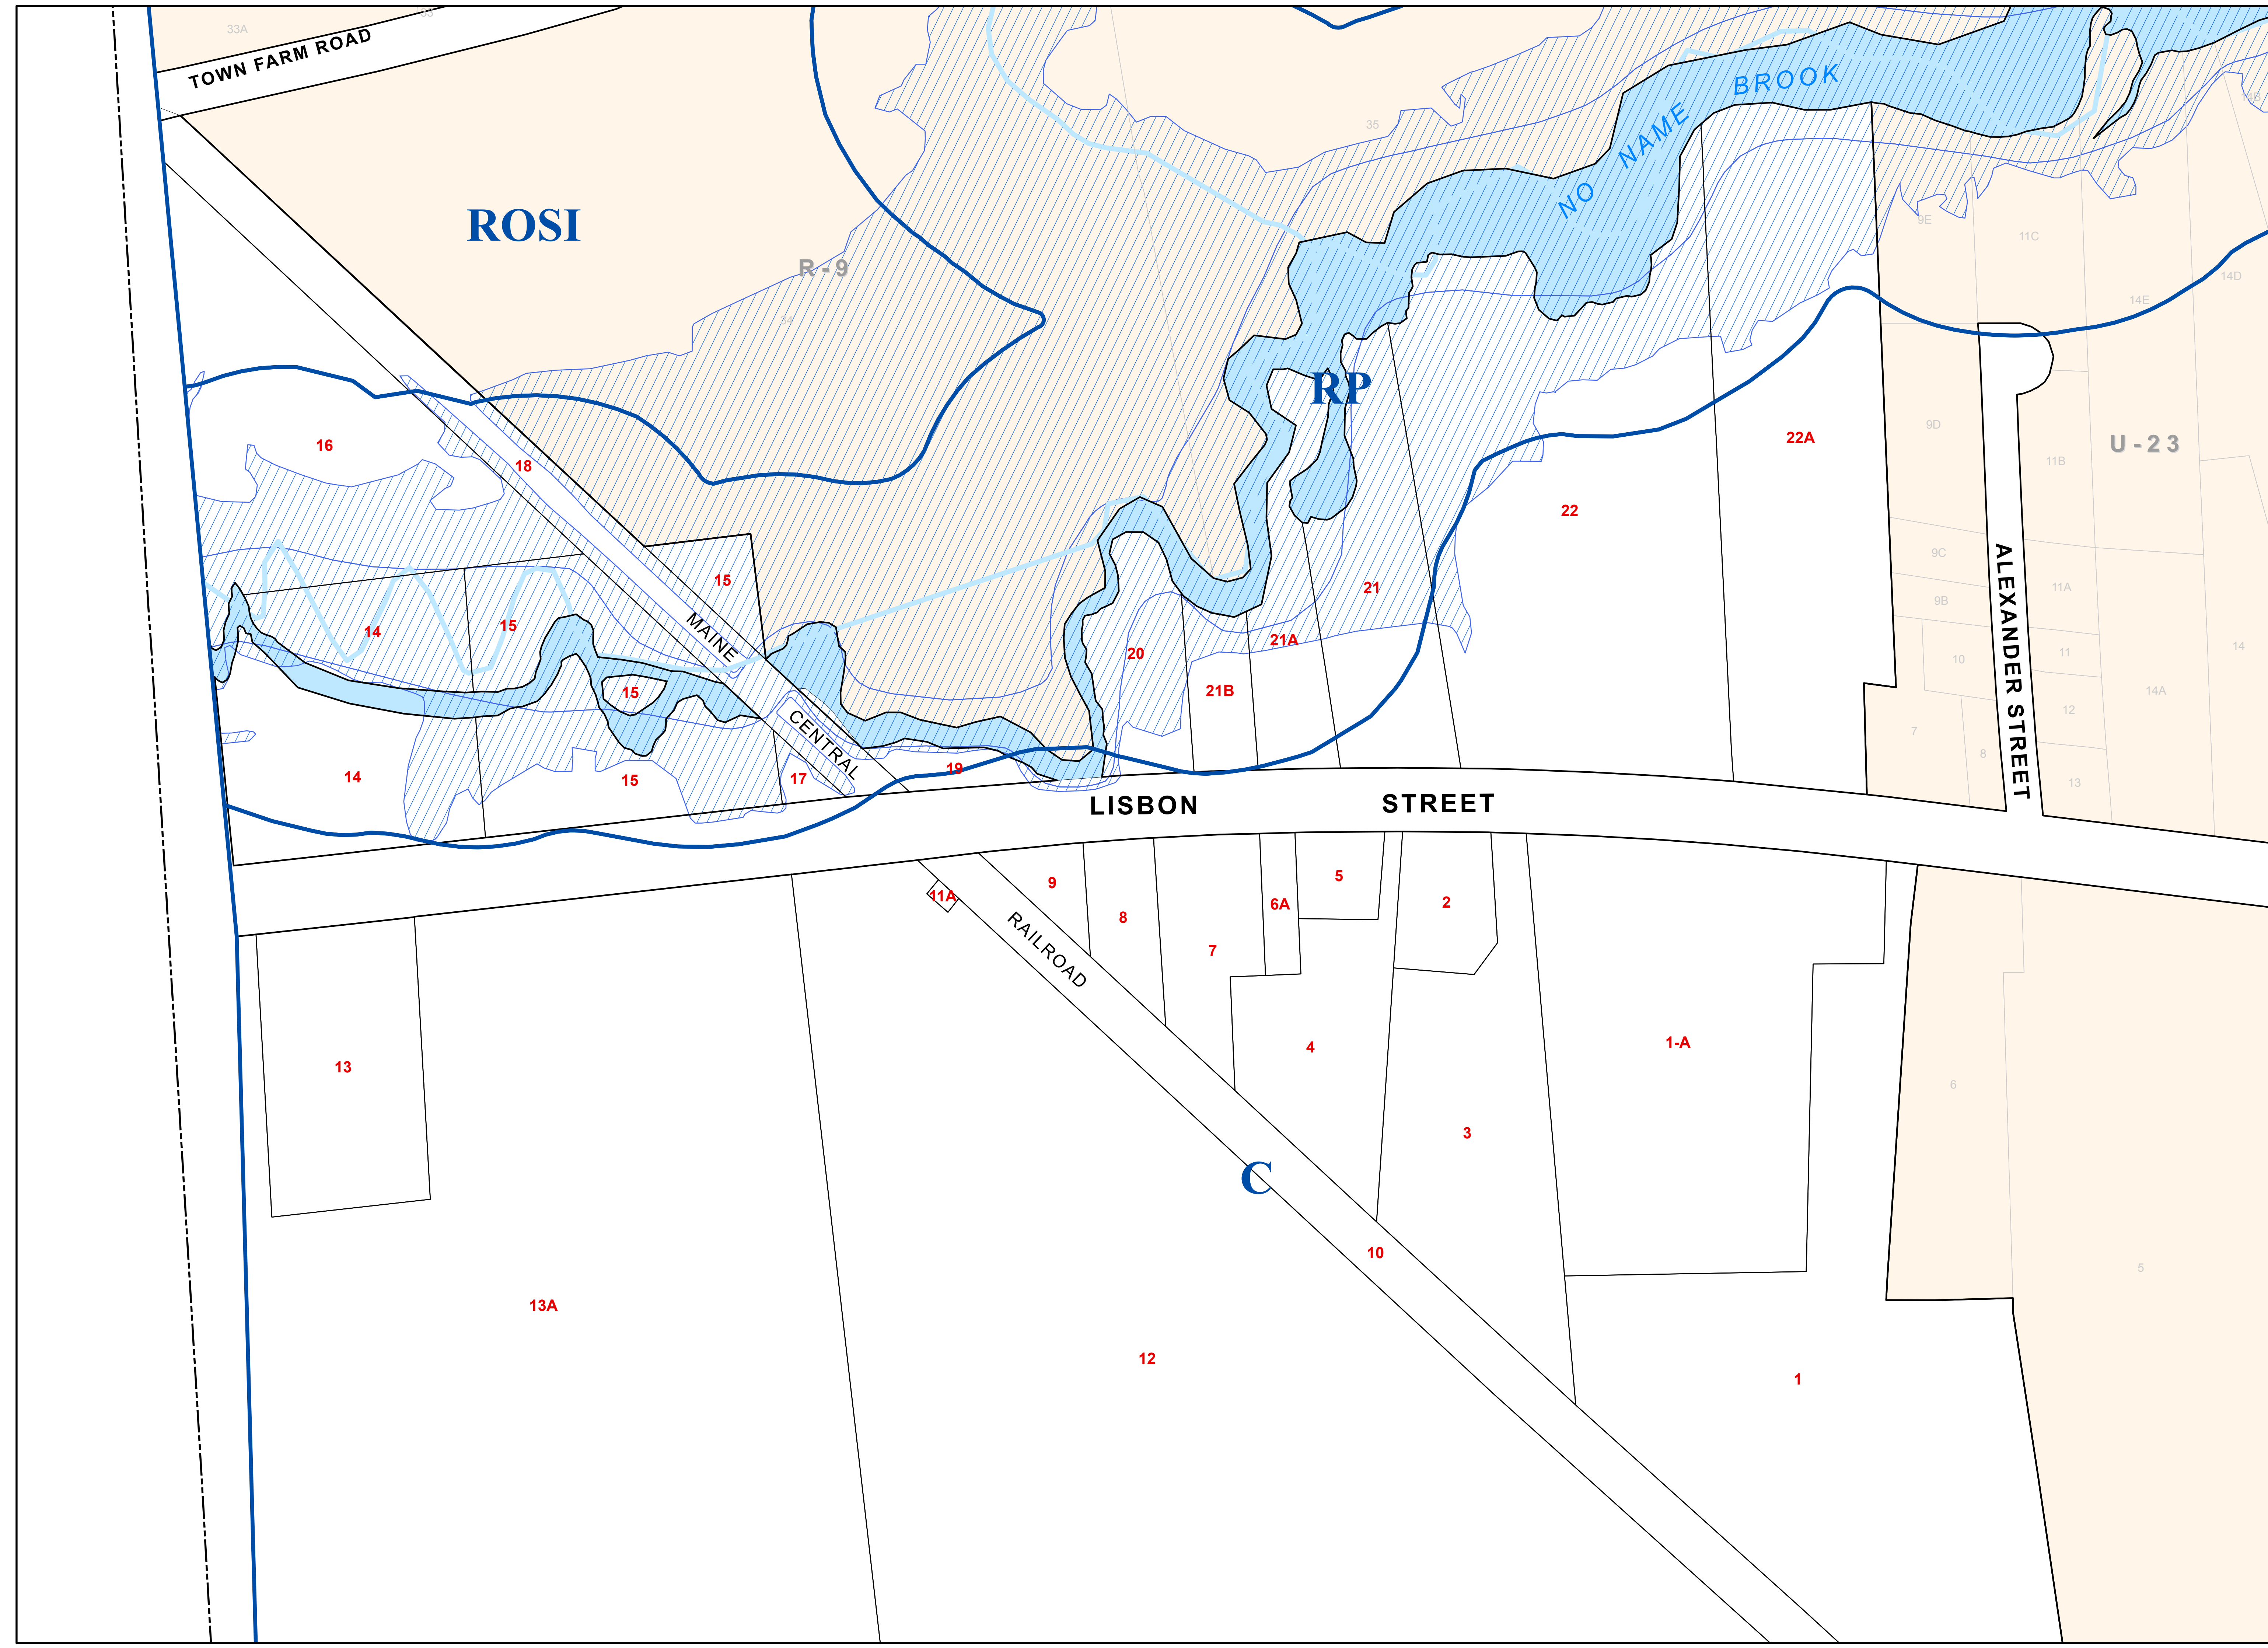 33A
33
TOWN FARM ROAD
BROOK
NAME
NO
14B
35
ROSI
R-9
34
9E
11C
14D
14E
RP
16
18
22A
9D
U-23
11B
22
ALEXANDER STREET
9C
11A
9B
15
21
14
15
MAINE
20
21A
10
11
14
15
21B
14A
12
CENTRAL
7
8
14
15
17
19
13
LISBON STREET
11A
9
8
7
6A
5
2
RAILROAD
13
4
1-A
6
3
C
10
5
13A
12
1